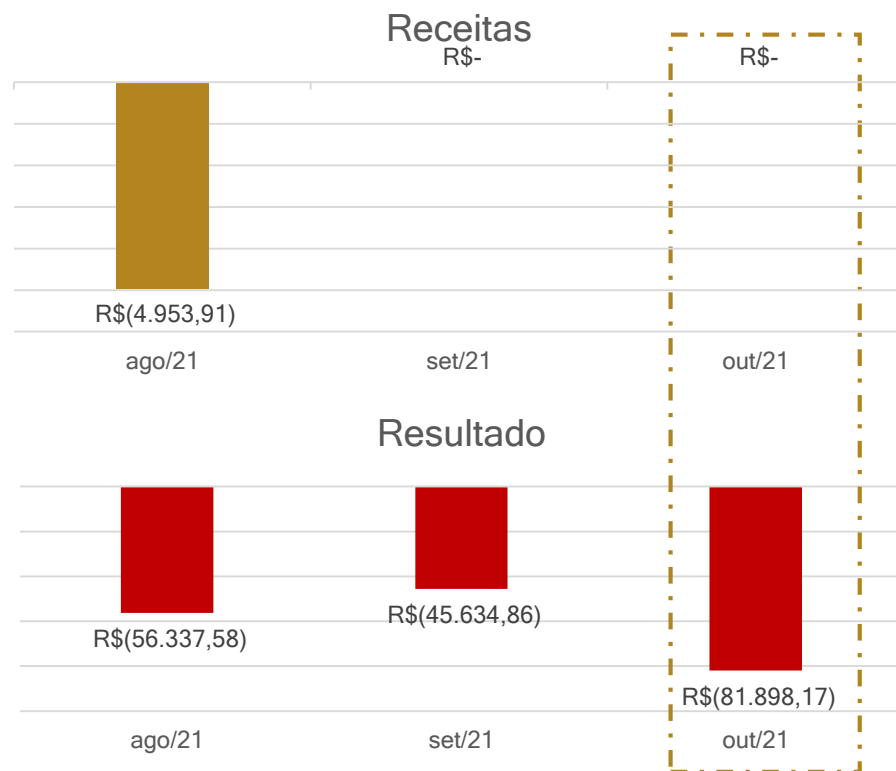 Receitas
R$-
R$-
R$(4.953,91)
ago/21
set/21
out/21
Resultado
R$(56.337,58)
R$(45.634,86)
R$(81.898,17)
ago/21
set/21
out/21